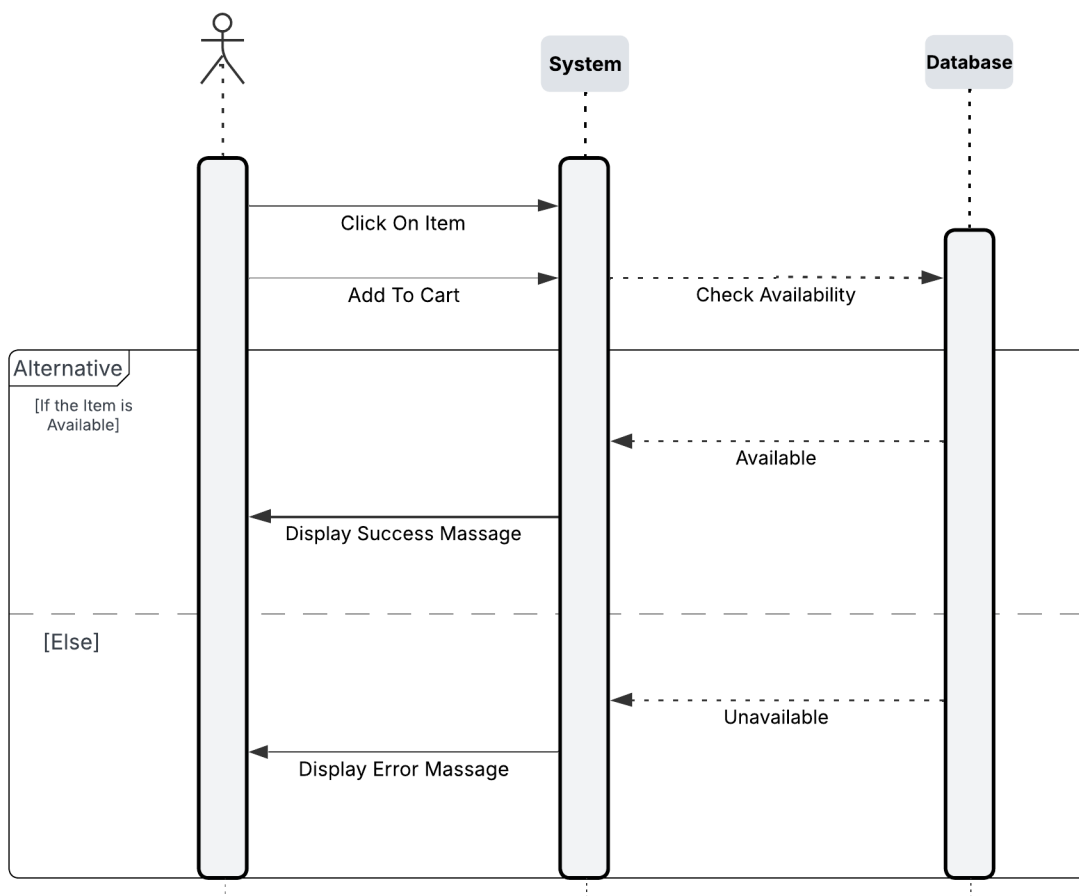 System
Database
Click On Item
Add To Cart
Check Availability
Alternative
[If the Item is
Available]
Available
Display Success Massage
[Else]
Unavailable
Display Error Massage